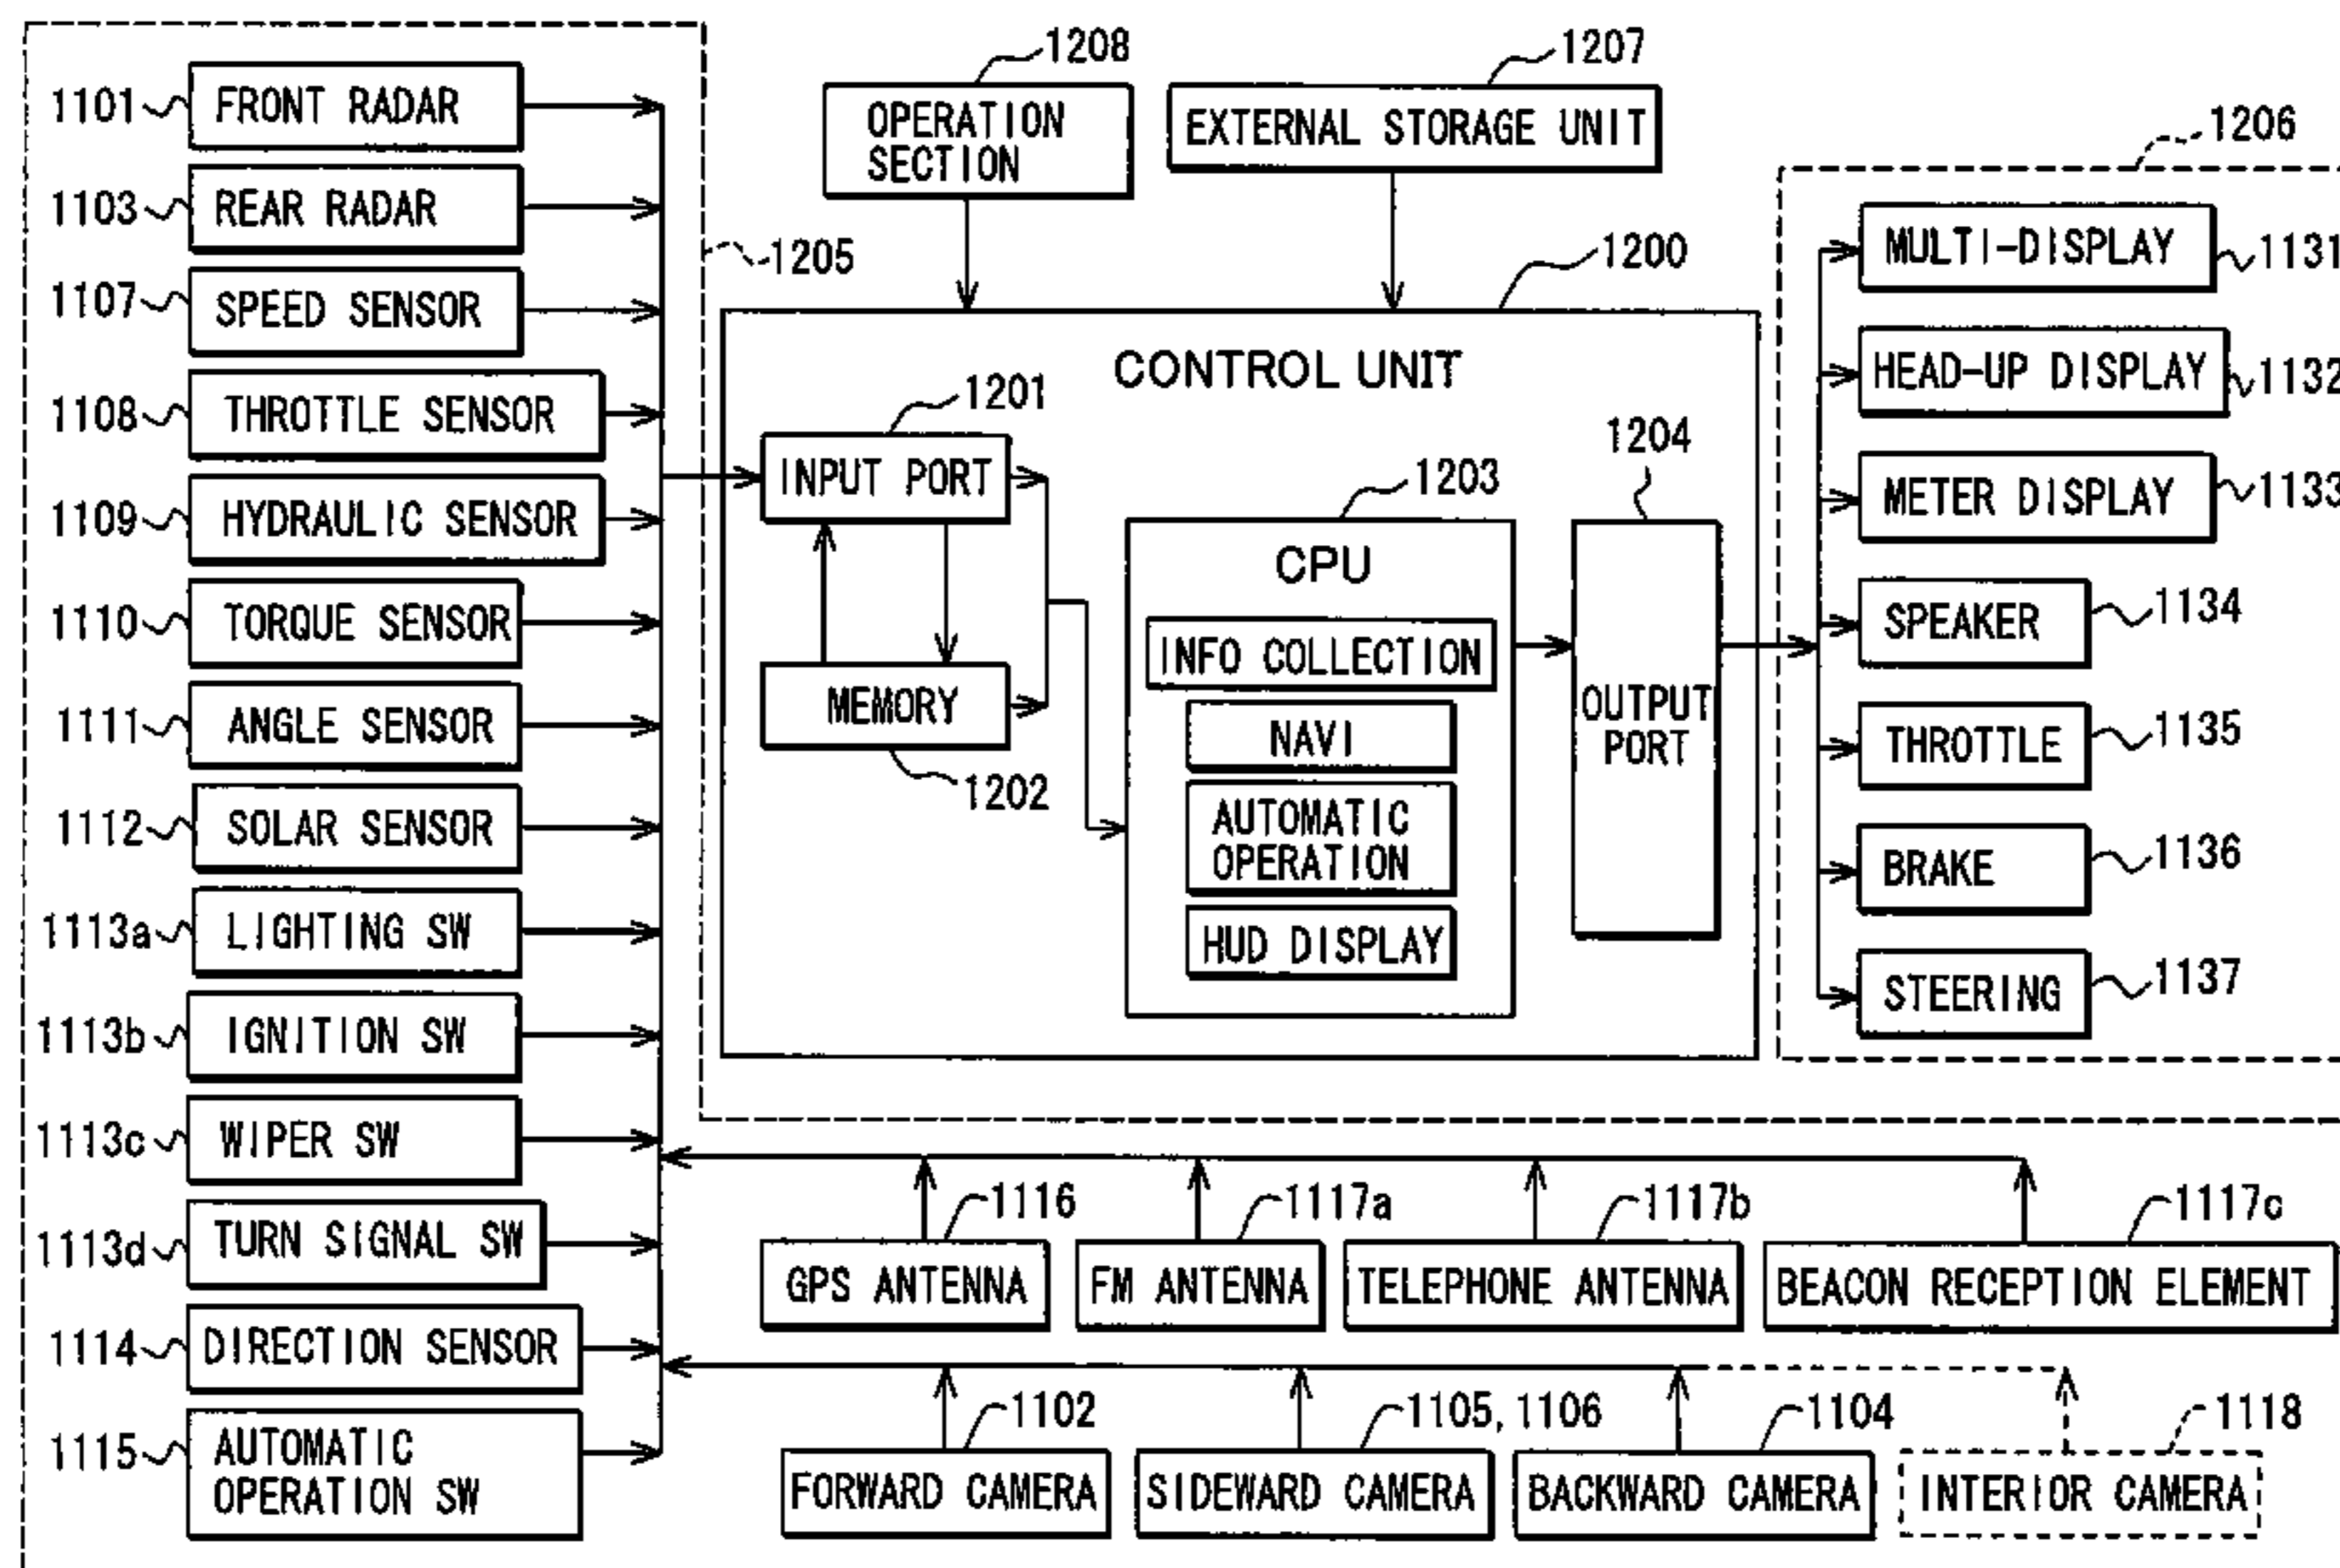 1101
FRONT RADAR
1103
REAR RADAR
1107
SPEED SENSOR
1108
THROTTLE SENSOR
1109
HYDRAULIC SENSOR
1110
TORQUE SENSOR
1111
ANGLE SENSOR
1112
SOLAR SENSOR
1113a
LIGHTING SW
1113b
IGNITION SW
1113c
WIPER SW
1113d
TURN SIGNAL SW
1114
DIRECTION SENSOR
1115
AUTOMATIC
OPERATION SW
1205
1208
OPERATION
SECTION
1207
EXTERNAL STORAGE UNIT
1200
CONTROL UNIT
1201
INPUT PORT
MEMORY
1202
1203
CPU
INFO COLLECTION
NAVI
AUTOMATIC
OPERATION
HUD DISPLAY
1204
OUTPUT
PORT
1206
MULTI-DISPLAY
1131
HEAD-UP DISPLAY
1132
METER DISPLAY
1133
SPEAKER
1134
THROTTLE
1135
BRAKE
1136
STEERING
1137
1116
GPS ANTENNA
1117a
FM ANTENNA
1117b
TELEPHONE ANTENNA
1117c
BEACON RECEPTION ELEMENT
1102
FORWARD CAMERA
1105, 1106
SIDEWARD CAMERA
1104
BACKWARD CAMERA
1118
INTERIOR CAMERA